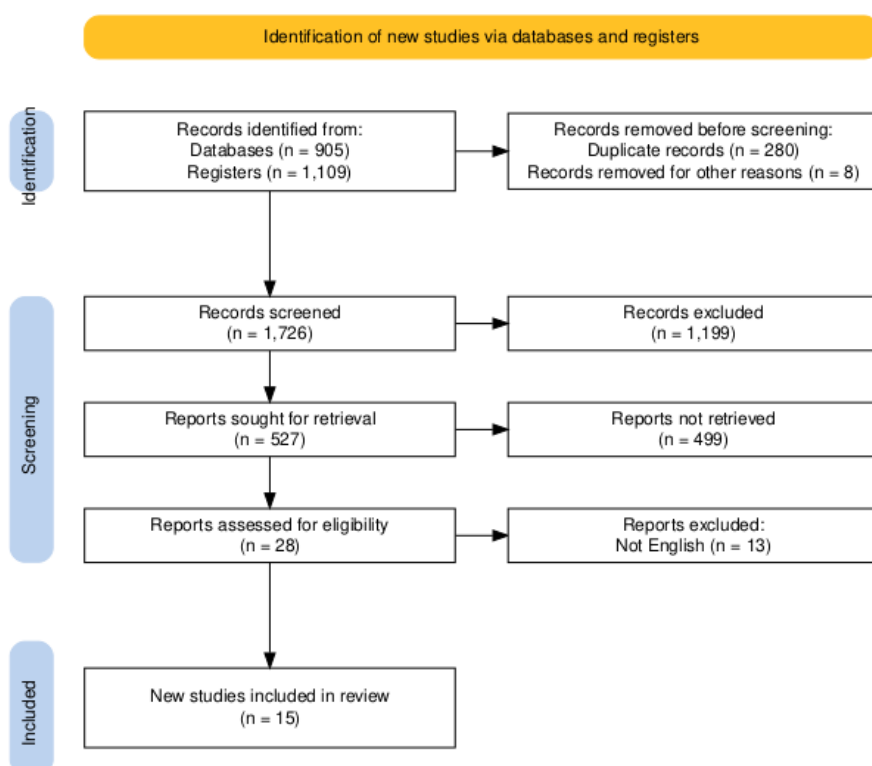 Identification of new studies via databases and registers
Identification
Records identified from:
Databases (n = 905)
Registers (n = 1,109)
Records removed before screening:
Duplicate records (n = 280)
Records removed for other reasons (n = 8)
Screening
Records screened
(n = 1,726)
Records excluded
(n = 1,199)
Reports sought for retrieval
(n = 527)
Reports not retrieved
(n = 499)
Reports assessed for eligibility
(n = 28)
Reports excluded:
Not English (n = 13)
Included
New studies included in review
(n = 15)